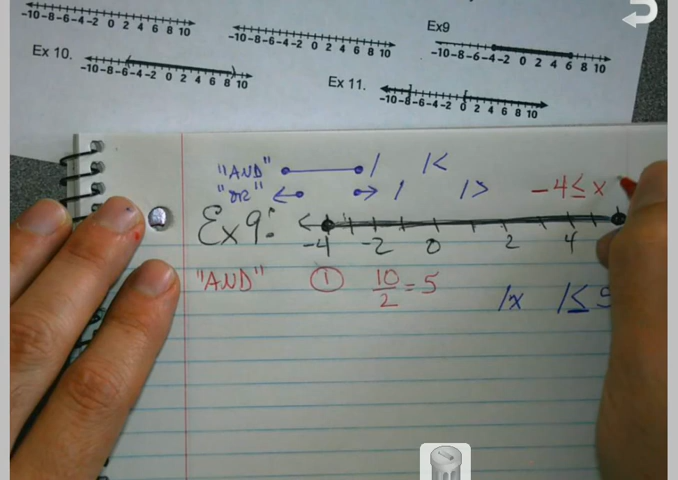 -10-8-6-4-2 0 2 4 6 8 10
-10-8-6-4-2 0 2 4 6 8 10
Ex9
-10-8-6-4-2 0 2 4 6 8 10
Ex 10.
-10-8-6-4-2 0 2 4 6 8 10
Ex 11.
-10-8-6-4-2 0 2 4 6 8 10
"AND" | |<
"OR" | |>
-4≤x
Ex9:
-4 -2 0 2 4
"AND" ① 10/2 = 5
|x |≤5